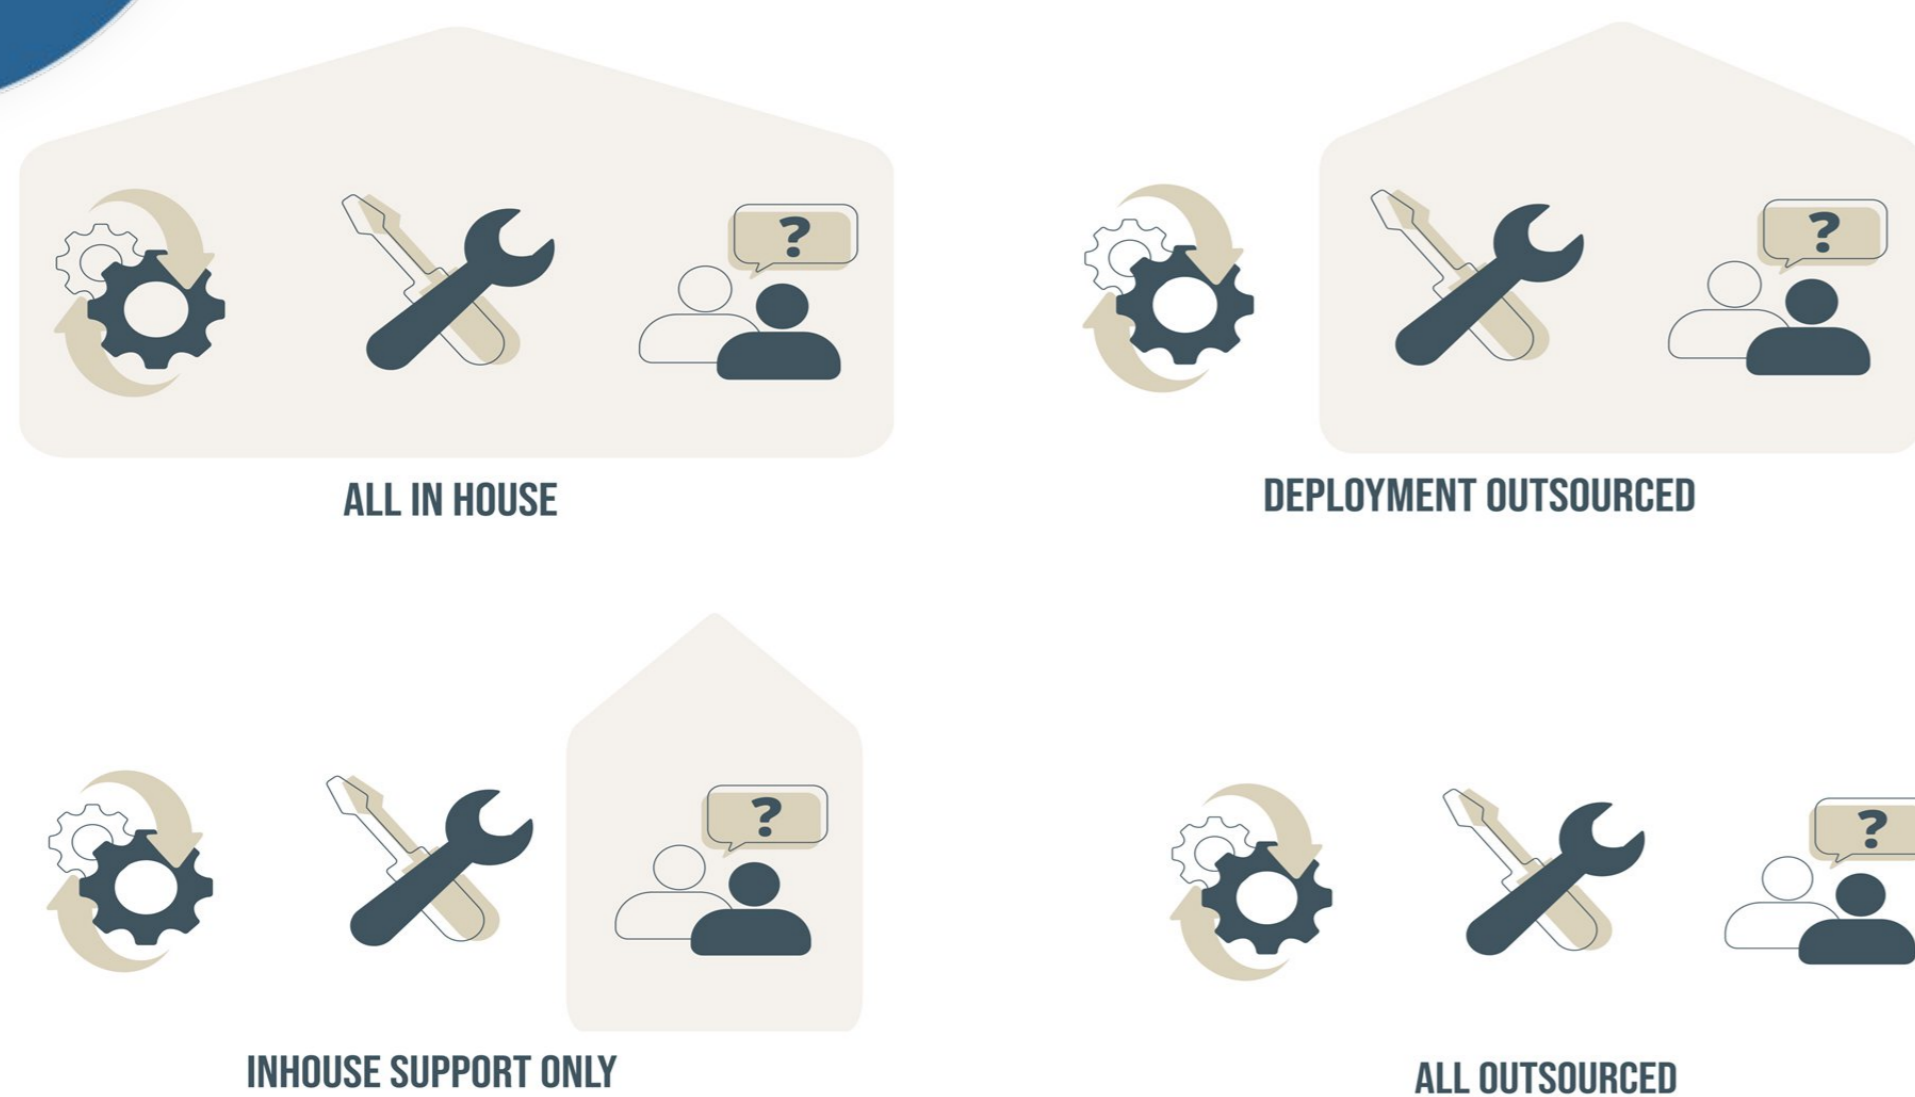 ?
?
ALL IN HOUSE
DEPLOYMENT OUTSOURCED
?
?
INHOUSE SUPPORT ONLY
ALL OUTSOURCED